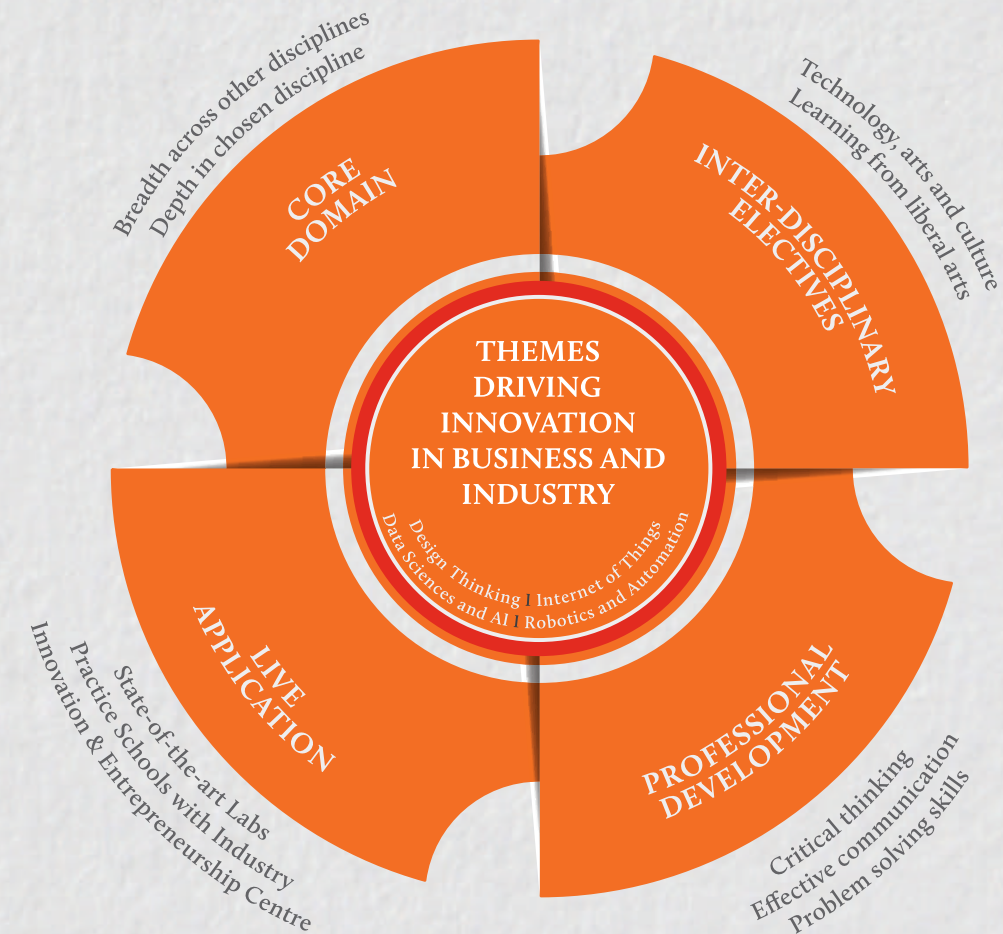 Breadth across other disciplines
Depth in chosen discipline
CORE
DOMAIN
Technology, arts and culture
Learning from liberal arts
INTER-DISCIPLINARY
ELECTIVES
THEMES
DRIVING
INNOVATION
IN BUSINESS AND
INDUSTRY
Design Thinking I Internet of Things
Data Sciences and AI I Robotics and Automation
LIVE
APPLICATION
State-of-the-art Labs
Practice Schools with Industry
Innovation & Entrepreneurship Centre
PROFESSIONAL
DEVELOPMENT
Critical thinking
Effective communication
Problem solving skills